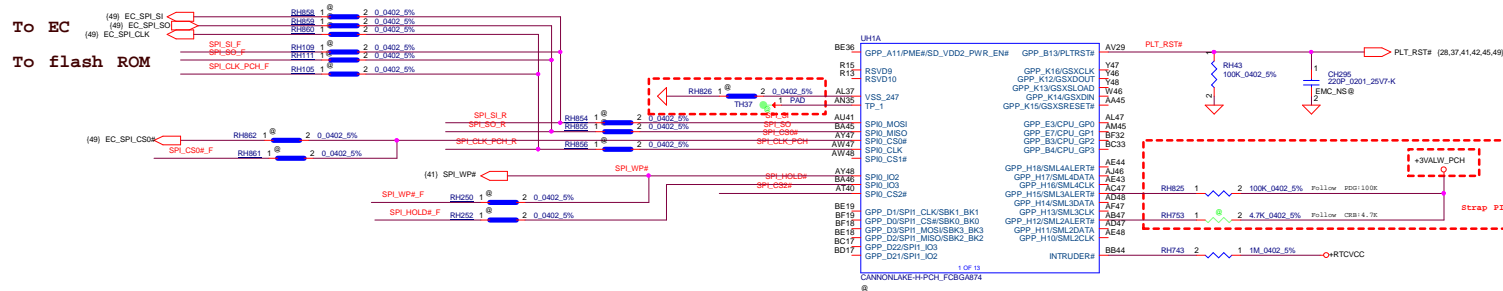 To EC
(49) EC_SPI_SI
(49) EC_SPI_SO
(49) EC_SPI_CLK
RH858 1 @ 2 0_0402_5%
RH859 1 2 0_0402_5%
RH860 1 @ 2 0_0402_5%
To flash ROM
SPI_SI_F
SPI_SO_F
SPI_CLK_PCH_F
RH109 1 @ 2 0_0402_5%
RH111 1 2 0_0402_5%
RH105 1 @ 2 0_0402_5%
RH826 1 @ 2 0_0402_5%
TH37 1 PAD
SPI_SI_R
SPI_SO_R
SPI_CLK_PCH_R
RH854 1 @ 2 0_0402_5%
RH855 1 2 0_0402_5%
RH856 1 @ 2 0_0402_5%
SPI_SI
SPI_SO
SPI_CS0#
SPI_CLK_PCH
(49) EC_SPI_CS0#
RH862 1 @ 2 0_0402_5%
SPI_CS0#_F
RH861 1 @ 2 0_0402_5%
(41) SPI_WP#
SPI_WP#
SPI_HOLD#
SPI_CS2#
SPI_WP#_F
RH250 1 @ 2 0_0402_5%
SPI_HOLD#_F
RH252 1 @ 2 0_0402_5%
UH1A
BE36 GPP_A11/PME#/SD_VDD2_PWR_EN#
R15 RSVD9
R13 RSVD10
AL37 VSS_247
AN35 TP_1
AU41 SPI0_MOSI
BA45 SPI0_MISO
AY47 SPI0_CS0#
AW47 SPI0_CLK
AW48 SPI0_CS1#
AY48 SPI0_IO2
BA46 SPI0_IO3
AT40 SPI0_CS2#
BE19 GPP_D1/SPI1_CLK/SBK1_BK1
BF19 GPP_D0/SPI1_CS#/SBK0_BK0
BF18 GPP_D3/SPI1_MOSI/SBK3_BK3
BE18 GPP_D2/SPI1_MISO/SBK2_BK2
BC17 GPP_D22/SPI1_IO3
BD17 GPP_D21/SPI1_IO2
GPP_B13/PLTRST# AV29
GPP_K16/GSXCLK Y47
GPP_K12/GSXDOUT Y46
GPP_K13/GSXSLOAD Y48
GPP_K14/GSXDIN W46
GPP_K15/GSXSRESET# AA45
GPP_E3/CPU_GP0 AL47
GPP_E7/CPU_GP1 AM45
GPP_B3/CPU_GP2 BF32
GPP_B4/CPU_GP3 BC33
GPP_H18/SML4ALERT# AE44
GPP_H17/SML4DATA AJ46
GPP_H16/SML4CLK AE43
GPP_H15/SML3ALERT# AC47
GPP_H14/SML3DATA AD48
GPP_H13/SML3CLK AF47
GPP_H12/SML2ALERT# AB47
GPP_H11/SML2DATA AD47
GPP_H10/SML2CLK AE48
INTRUDER# BB44
1 OF 13
CANNONLAKE-H-PCH_FCBGA874
@
PLT_RST#
PLT_RST# (28,37,41,42,45,49)
RH43
100K_0402_5%
1
2
CH295
220P_0201_25V7-K
EMC_NS@
1
2
+3VALW_PCH
RH825 1 2 100K_0402_5% Follow PDG:100K
RH753 1 @ 2 4.7K_0402_5% Follow CRB:4.7K
RH743 2 1 1M_0402_5% +RTCVCC